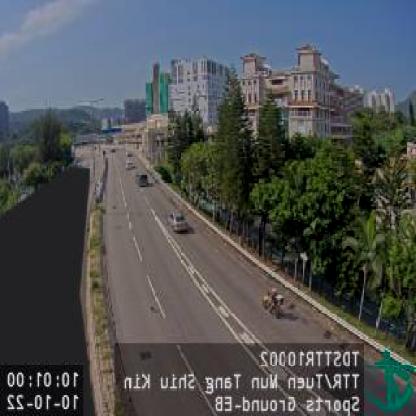 TDSTTR10002
TTR/Tuen Mun Tang Shiu Kin
Sports Ground-EB
10:01:00
10-10-22